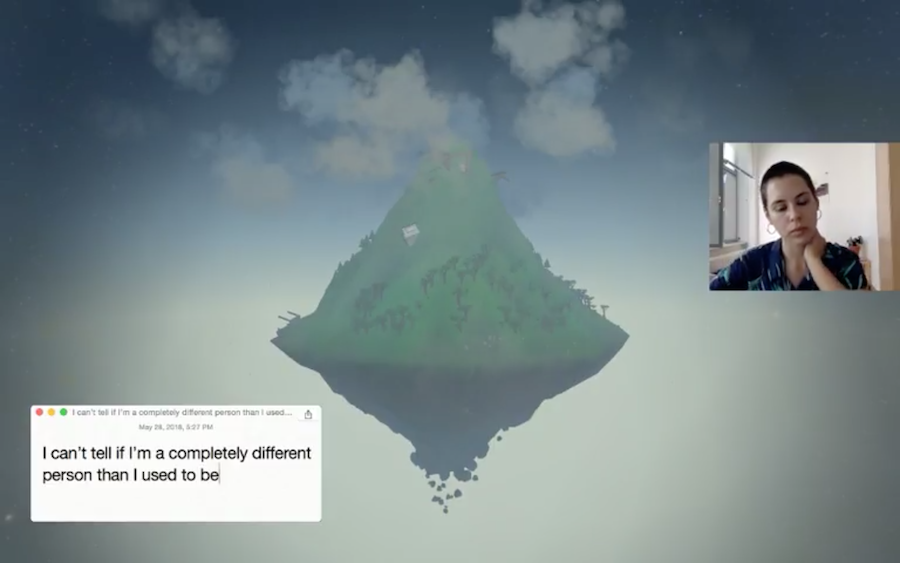 I can't tell if I'm a completely different person than I used...
May 28, 2018, 5:27 PM
I can't tell if I'm a completely different
person than I used to be